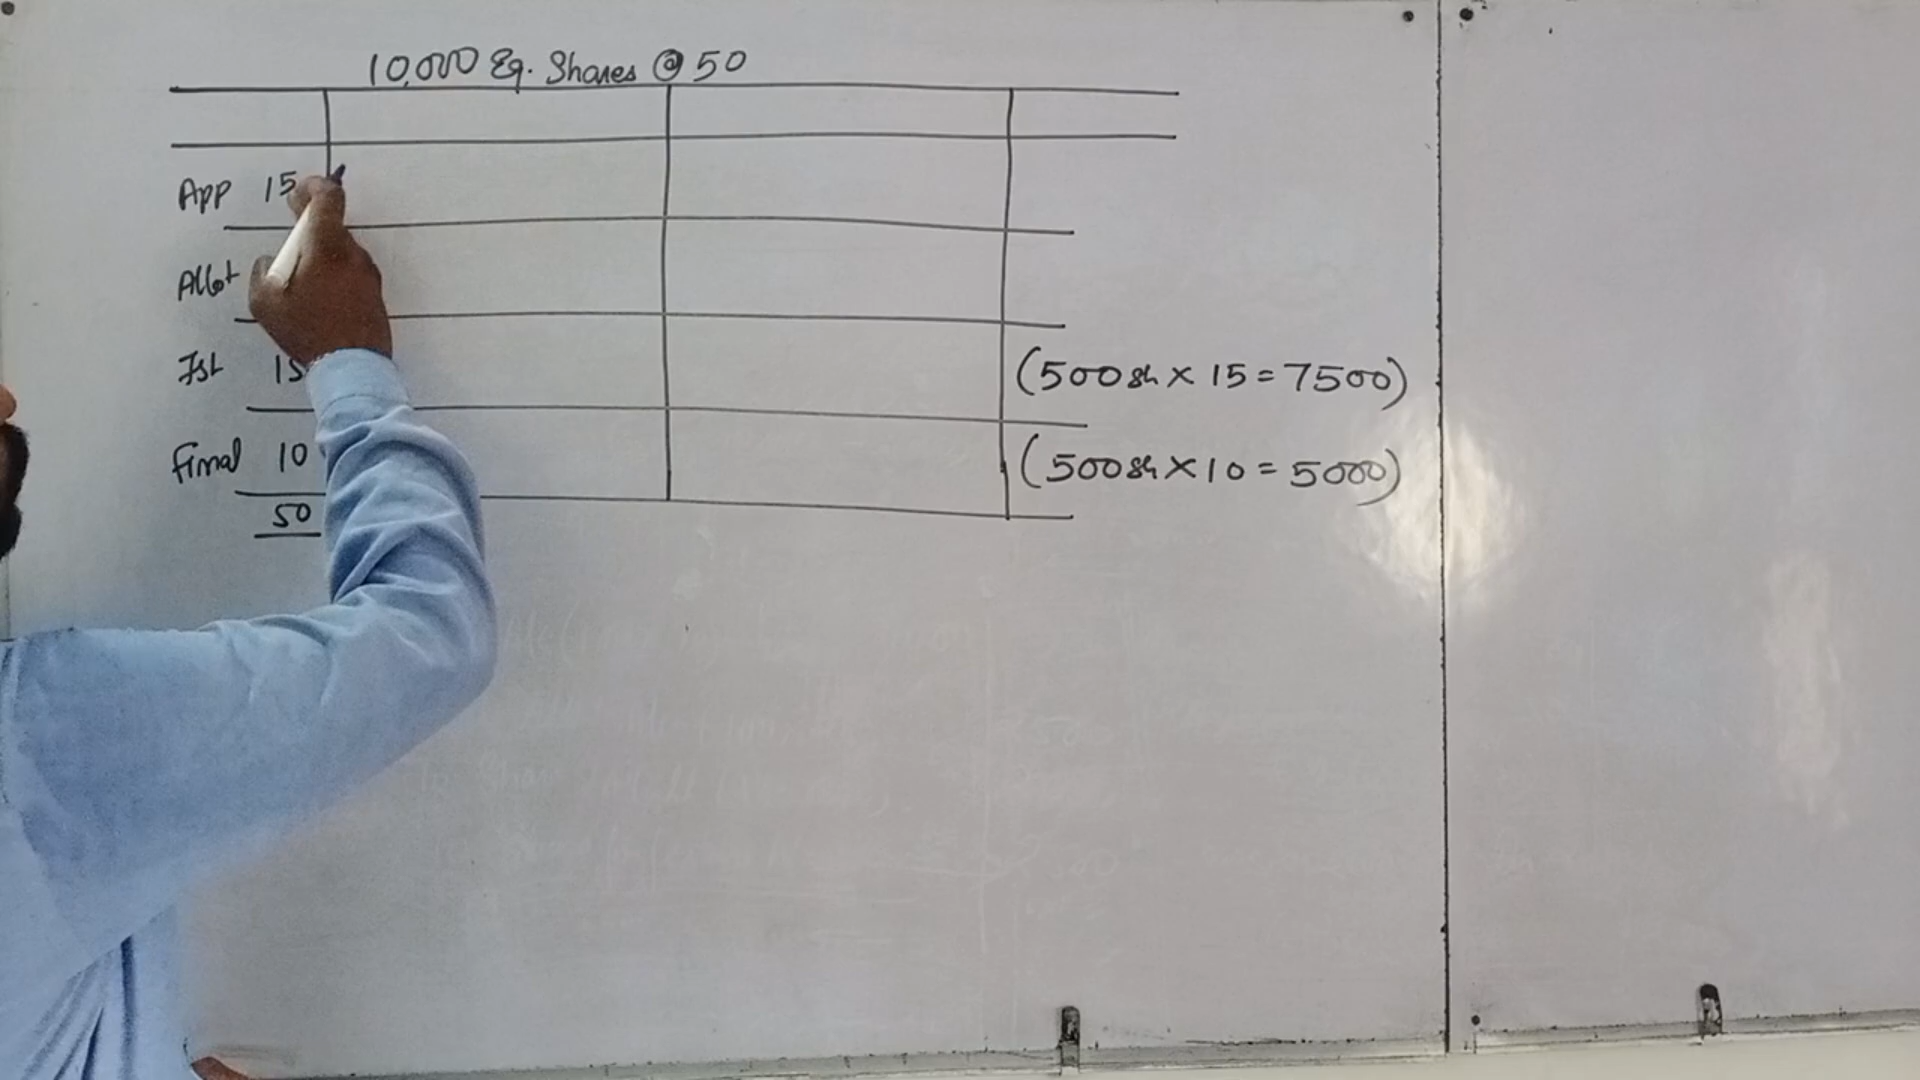 10,000 Eq. Shares @ 50
App 15
Allot
Ist 15 (500 sh × 15 = 7500)
Final 10 (500 sh × 10 = 5000)
50